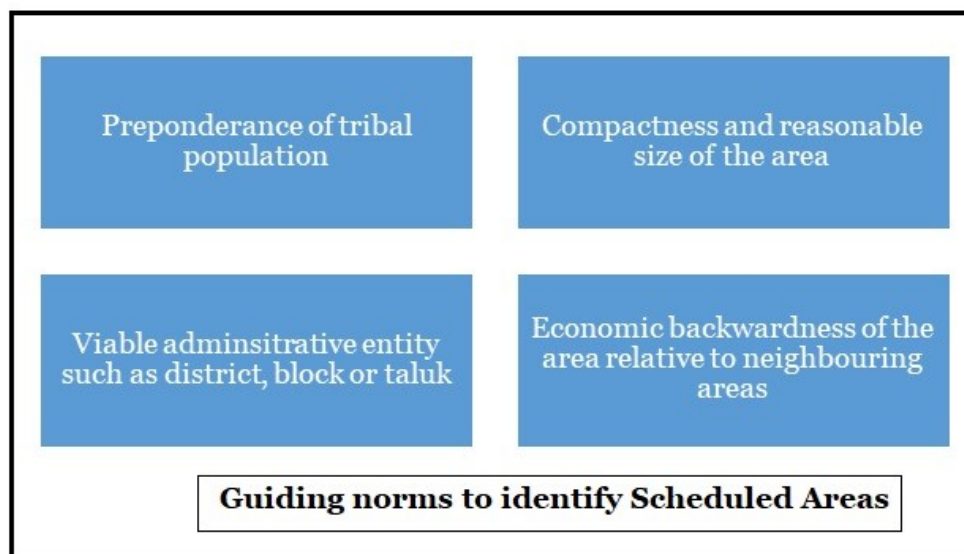 Preponderance of tribal
population
Compactness and reasonable
size of the area
Viable adminsitrative entity
such as district, block or taluk
Economic backwardness of the
area relative to neighbouring
areas
Guiding norms to identify Scheduled Areas